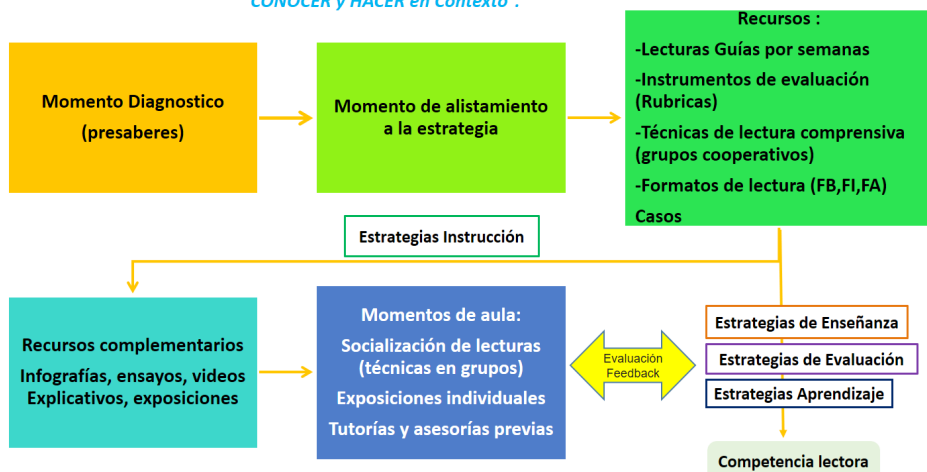 CONOCER y HACER en Contexto".
Momento Diagnostico
(presaberes)
Momento de alistamiento
a la estrategia
Recursos :
-Lecturas Guías por semanas
-Instrumentos de evaluación
(Rubricas)
-Técnicas de lectura comprensiva
(grupos cooperativos)
-Formatos de lectura (FB,FI,FA)
Casos
Estrategias Instrucción
Recursos complementarios
Infografías, ensayos, videos
Explicativos, exposiciones
Momentos de aula:
Socialización de lecturas
(técnicas en grupos)
Exposiciones individuales
Tutorías y asesorías previas
Evaluación
Feedback
Estrategias de Enseñanza
Estrategias de Evaluación
Estrategias Aprendizaje
Competencia lectora